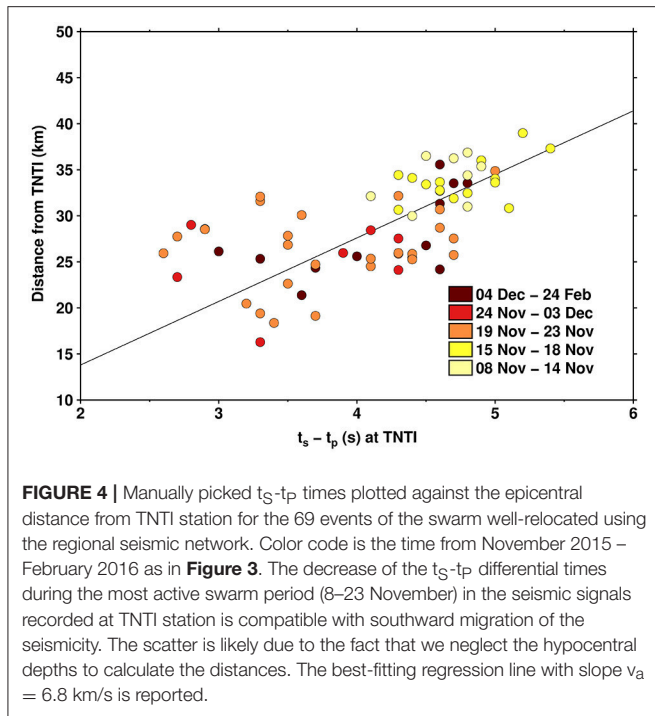 50
45
40
35
30
25
20
15
10
Distance from TNTI (km)
04 Dec – 24 Feb
24 Nov – 03 Dec
19 Nov – 23 Nov
15 Nov – 18 Nov
08 Nov – 14 Nov
2 3 4 5 6
ts – tp (s) at TNTI
FIGURE 4 | Manually picked tS-tP times plotted against the epicentral
distance from TNTI station for the 69 events of the swarm well-relocated using
the regional seismic network. Color code is the time from November 2015 –
February 2016 as in Figure 3. The decrease of the tS-tP differential times
during the most active swarm period (8–23 November) in the seismic signals
recorded at TNTI station is compatible with southward migration of the
seismicity. The scatter is likely due to the fact that we neglect the hypocentral
depths to calculate the distances. The best-fitting regression line with slope va
= 6.8 km/s is reported.